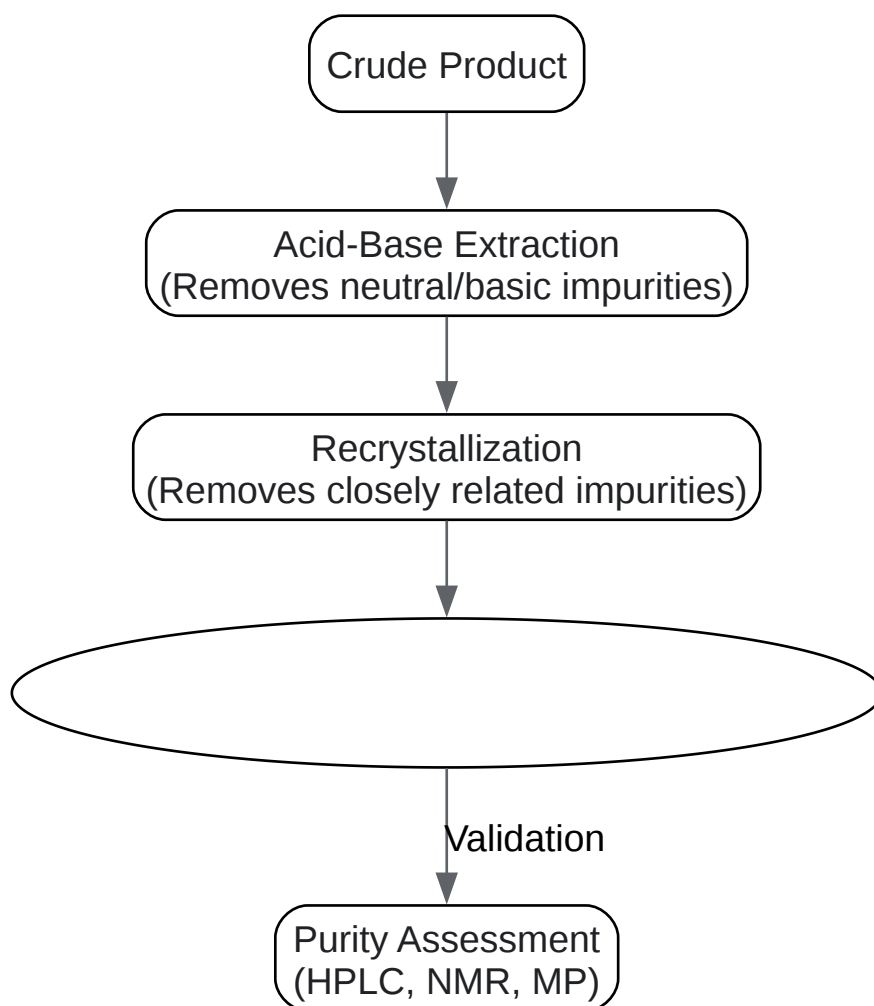 Crude Product
Acid-Base Extraction
(Removes neutral/basic impurities)
Recrystallization
(Removes closely related impurities)
Validation
Purity Assessment
(HPLC, NMR, MP)